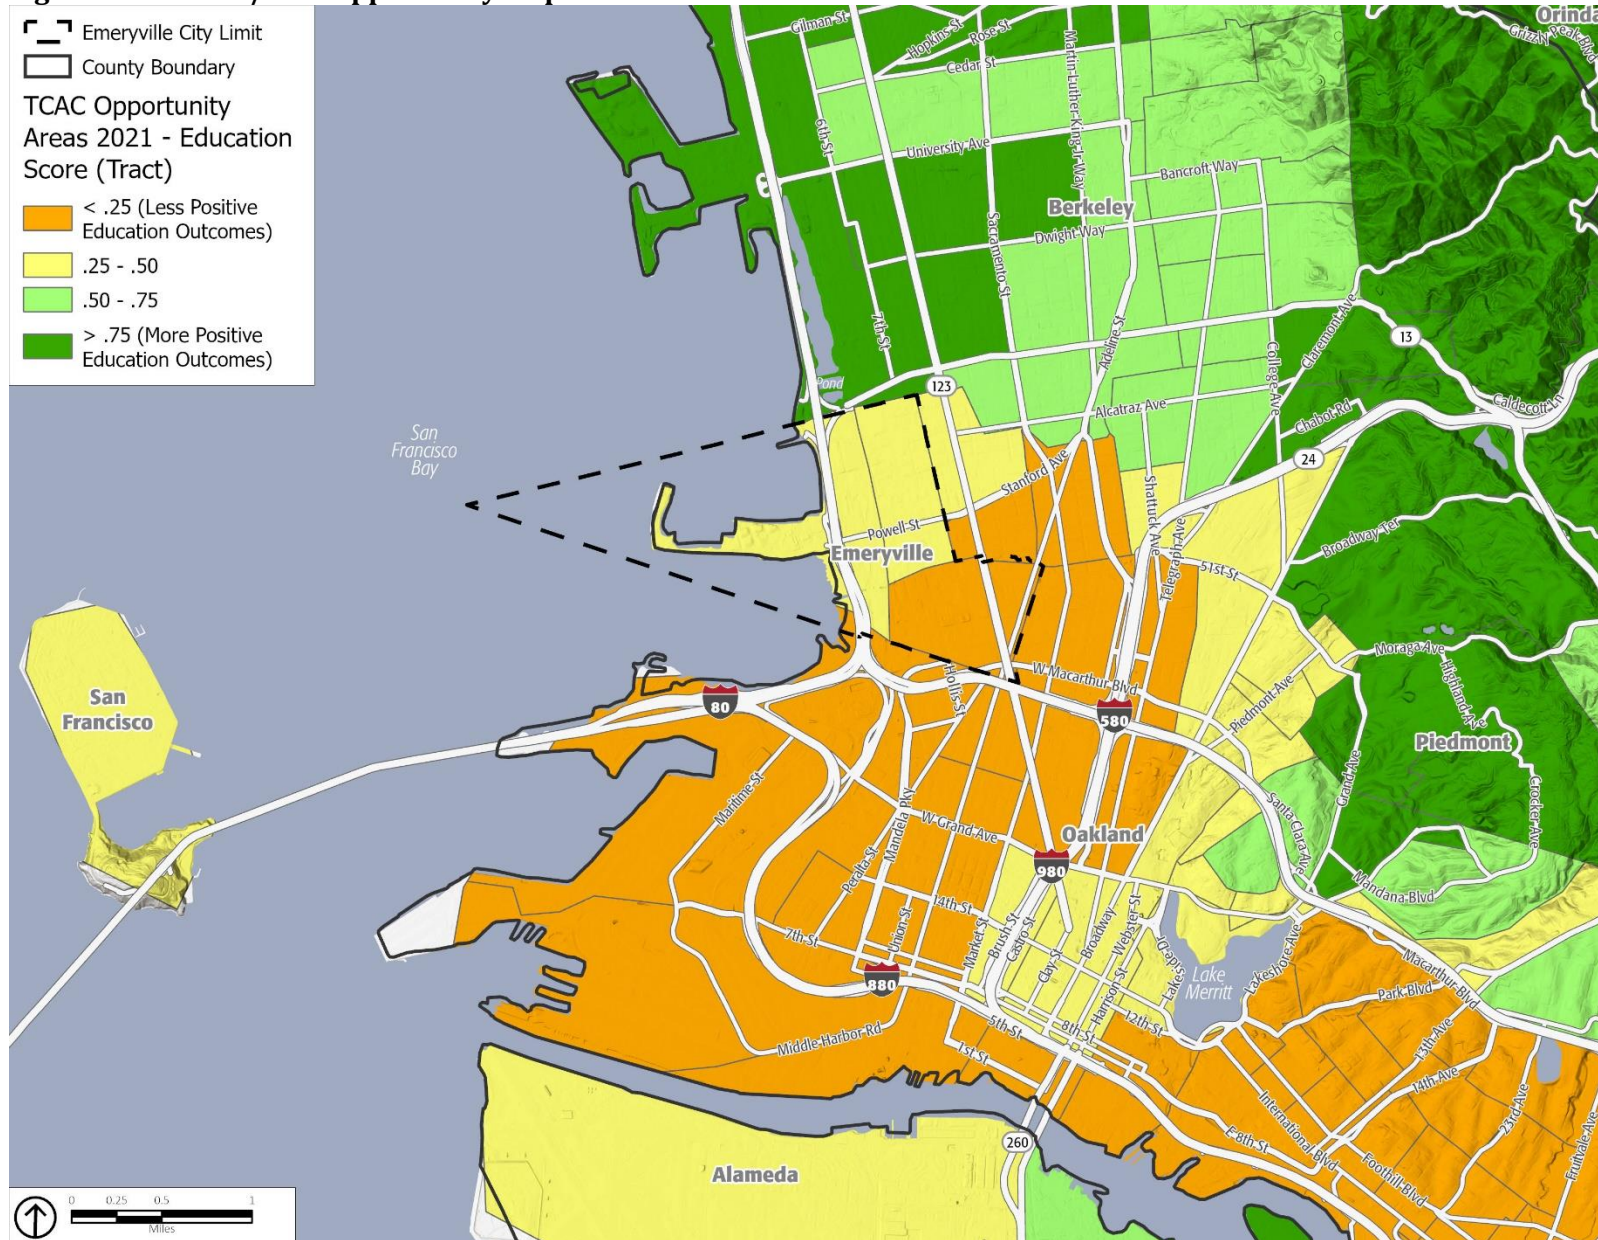 Emeryville City Limit
County Boundary
TCAC Opportunity
Areas 2021 - Education
Score (Tract)
< .25 (Less Positive
Education Outcomes)
.25 - .50
.50 - .75
> .75 (More Positive
Education Outcomes)
Orinda
Grizzly Peak Blvd
Gilman St
Hopkins St
Rose St
Cedar St
Martin Luther King Jr Way
6th St
University Ave
Bancroft Way
Berkeley
Sacramento St
Dwight Way
7th St
Adeline St
College Ave
Claremont Ave
13
Pond
123
Alcatraz Ave
Chabot Rd
Caldecott Ln
San
Francisco
Bay
24
Stanford Ave
Shattuck Ave
Telegraph Ave
Powell St
Emeryville
Broadway Ter
51st St
Moraga Ave
Highland Ave
San
Francisco
80
Hollis St
W Macarthur Blvd
580
Piedmont Ave
Piedmont
Maritime St
Mandela Pky
W Grand Ave
Oakland
Grand Ave
Santa Clara Ave
Crocker Ave
980
Peralta St
Mandana Blvd
14th St
7th St
Union St
Market St
Brush St
Castro St
Clay St
Broadway
Webster St
Harrison St
Lakeside Dr
Lake
Merritt
Lakeshore Ave
Macarthur Blvd
Park Blvd
880
Middle Harbor Rd
5th St
1st St
8th St
12th St
13th Ave
14th Ave
23rd Ave
International Blvd
E 8th St
Foothill Blvd
Fruitvale Ave
260
Alameda
0 0.25 0.5 1
Miles